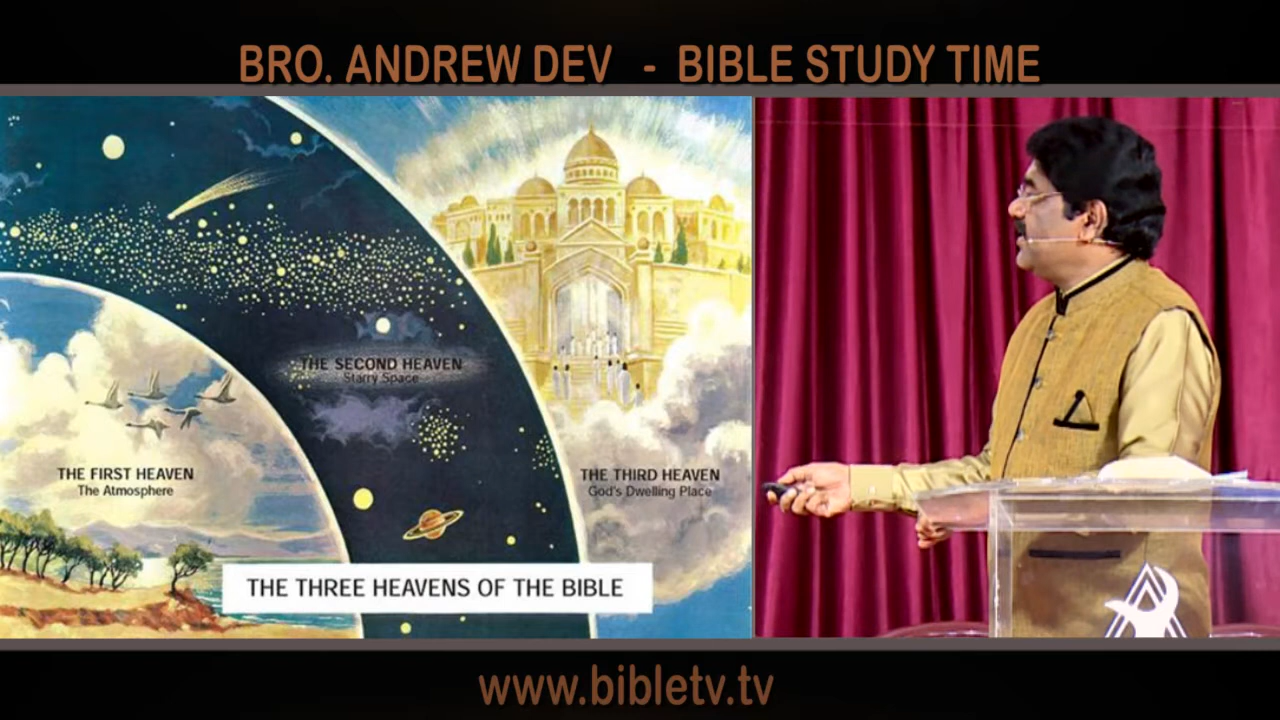 BRO. ANDREW DEV - BIBLE STUDY TIME
THE SECOND HEAVEN
Starry Space
THE FIRST HEAVEN
The Atmosphere
THE THIRD HEAVEN
God's Dwelling Place
THE THREE HEAVENS OF THE BIBLE
www.bibletv.tv